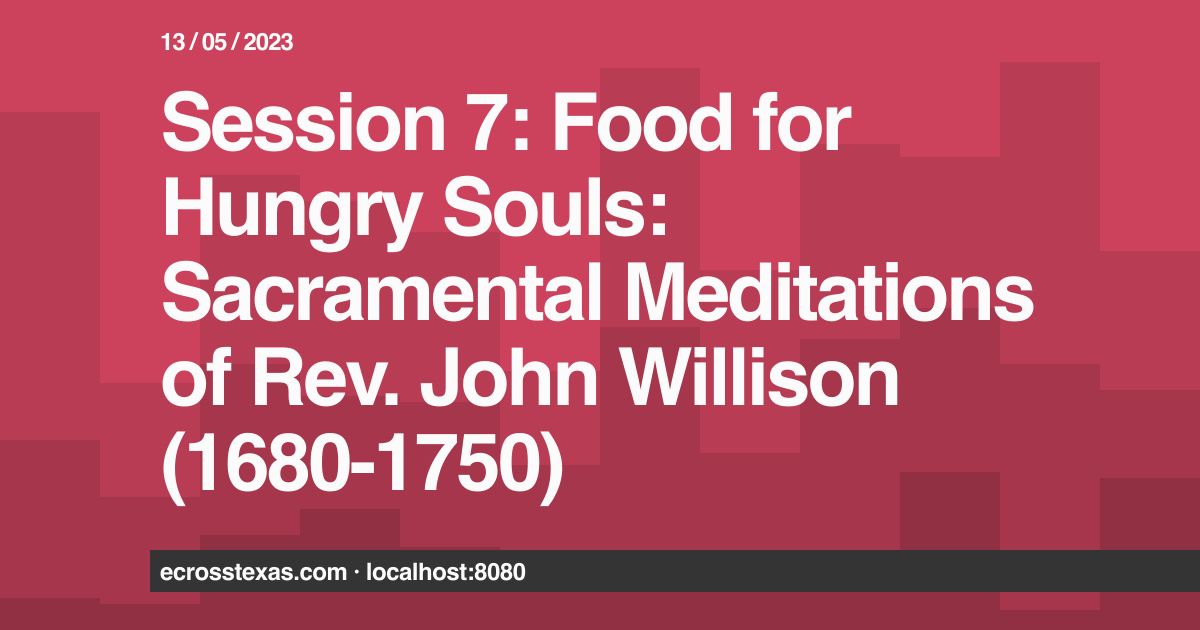 13 / 05 / 2023
Session 7: Food for
Hungry Souls:
Sacramental Meditations
of Rev. John Willison
(1680-1750)
ecrosstexas.com · localhost:8080